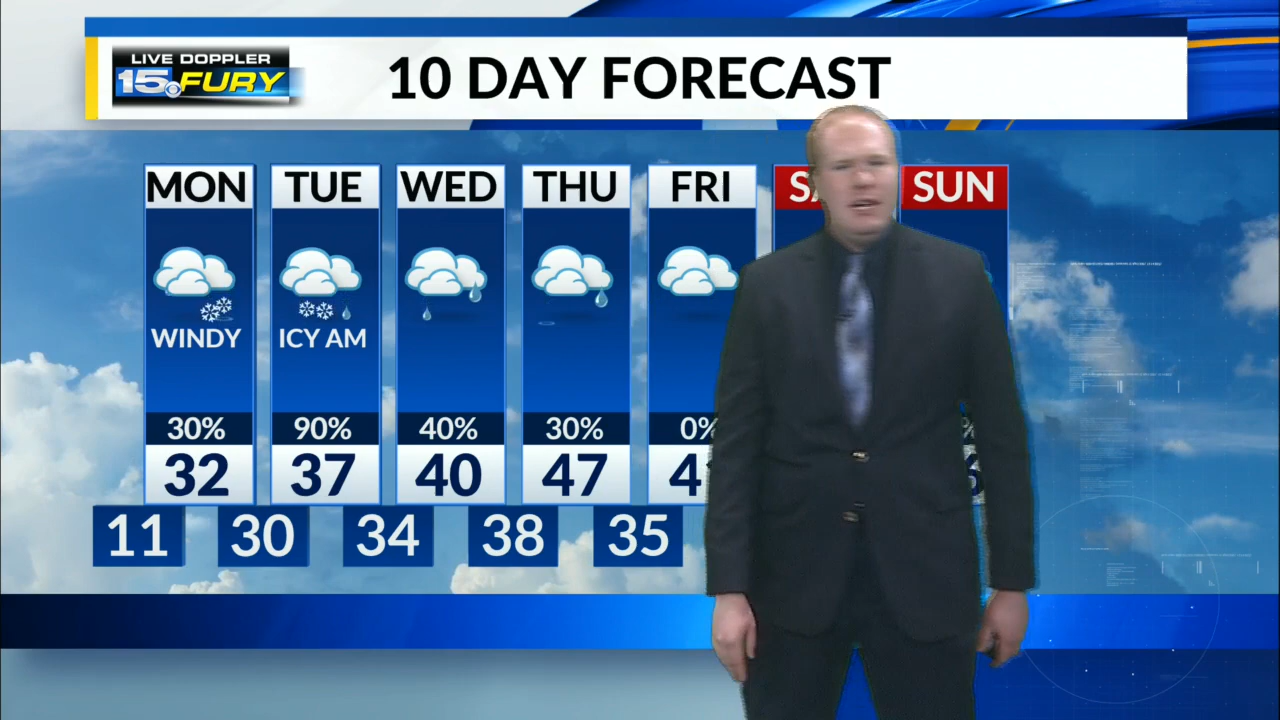 LIVE DOPPLER
15 FURY
10 DAY FORECAST
MON TUE WED THU FRI SUN
WINDY ICY AM
30% 90% 40% 30% 0%
32 37 40 47
11 30 34 38 35